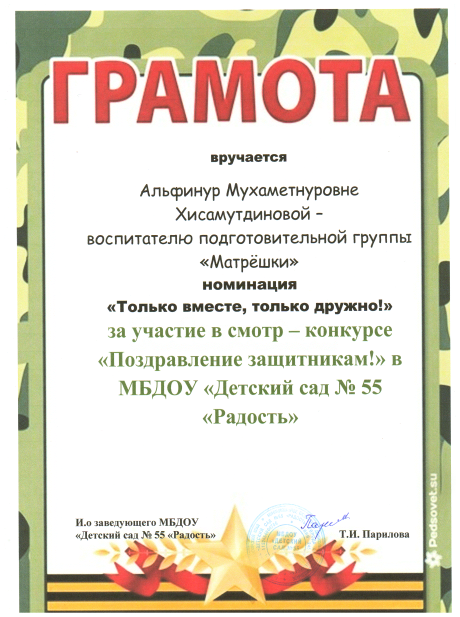 ГРАМОТА
вручается
Альфинур Мухаметнуровне
Хисамутдиновой –
воспитателю подготовительной группы
«Матрёшки»
номинация
«Только вместе, только дружно!»
за участие в смотр – конкурсе
«Поздравление защитникам!» в
МБДОУ «Детский сад № 55
«Радость»
И.о заведующего МБДОУ
«Детский сад № 55 «Радость»
Т.И. Парилова
Pedsovet.su